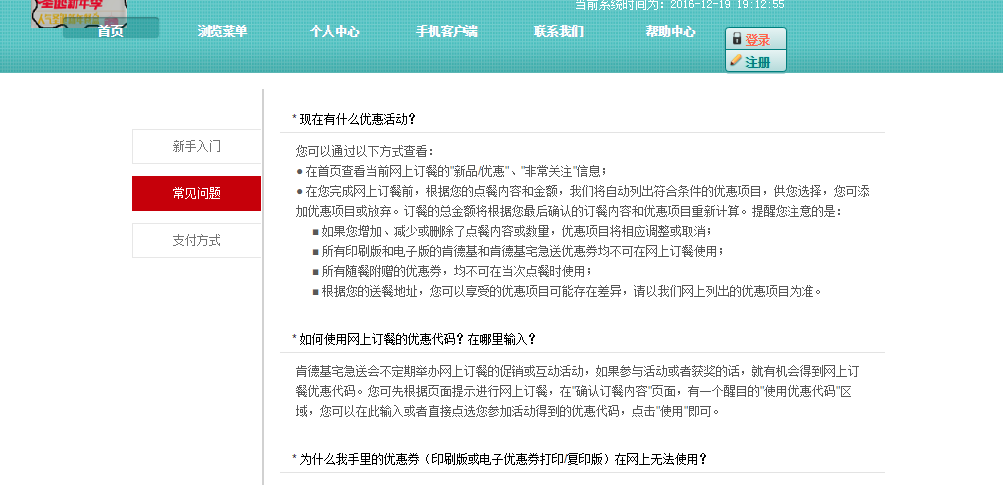 圣诞新年季
当前系统时间为：2016-12-19 19:12:55
首页 浏览菜单 个人中心 手机客户端 联系我们 帮助中心
登录
注册
新手入门
常见问题
支付方式
* 现在有什么优惠活动？
您可以通过以下方式查看：
● 在首页查看当前网上订餐的"新品/优惠"、"非常关注"信息；
● 在您完成网上订餐前，根据您的点餐内容和金额，我们将自动列出符合条件的优惠项目，供您选择，您可添
加优惠项目或放弃。订餐的总金额将根据您最后确认的订餐内容和优惠项目重新计算。提醒您注意的是：
■ 如果您增加、减少或删除了点餐内容或数量，优惠项目将相应调整或取消；
■ 所有印刷版和电子版的肯德基和肯德基宅急送优惠券均不可在网上订餐使用；
■ 所有随餐附赠的优惠券，均不可在当次点餐时使用；
■ 根据您的送餐地址，您可以享受的优惠项目可能存在差异，请以我们网上列出的优惠项目为准。
* 如何使用网上订餐的优惠代码？在哪里输入？
肯德基宅急送会不定期举办网上订餐的促销或互动活动，如果参与活动或者获奖的话，就有机会得到网上订
餐优惠代码。您可先根据页面提示进行网上订餐，在"确认订餐内容"页面，有一个醒目的"使用优惠代码"区
域，您可以在此输入或者直接点选您参加活动得到的优惠代码，点击"使用"即可。
* 为什么我手里的优惠券（印刷版或电子优惠券打印/复印版）在网上无法使用？